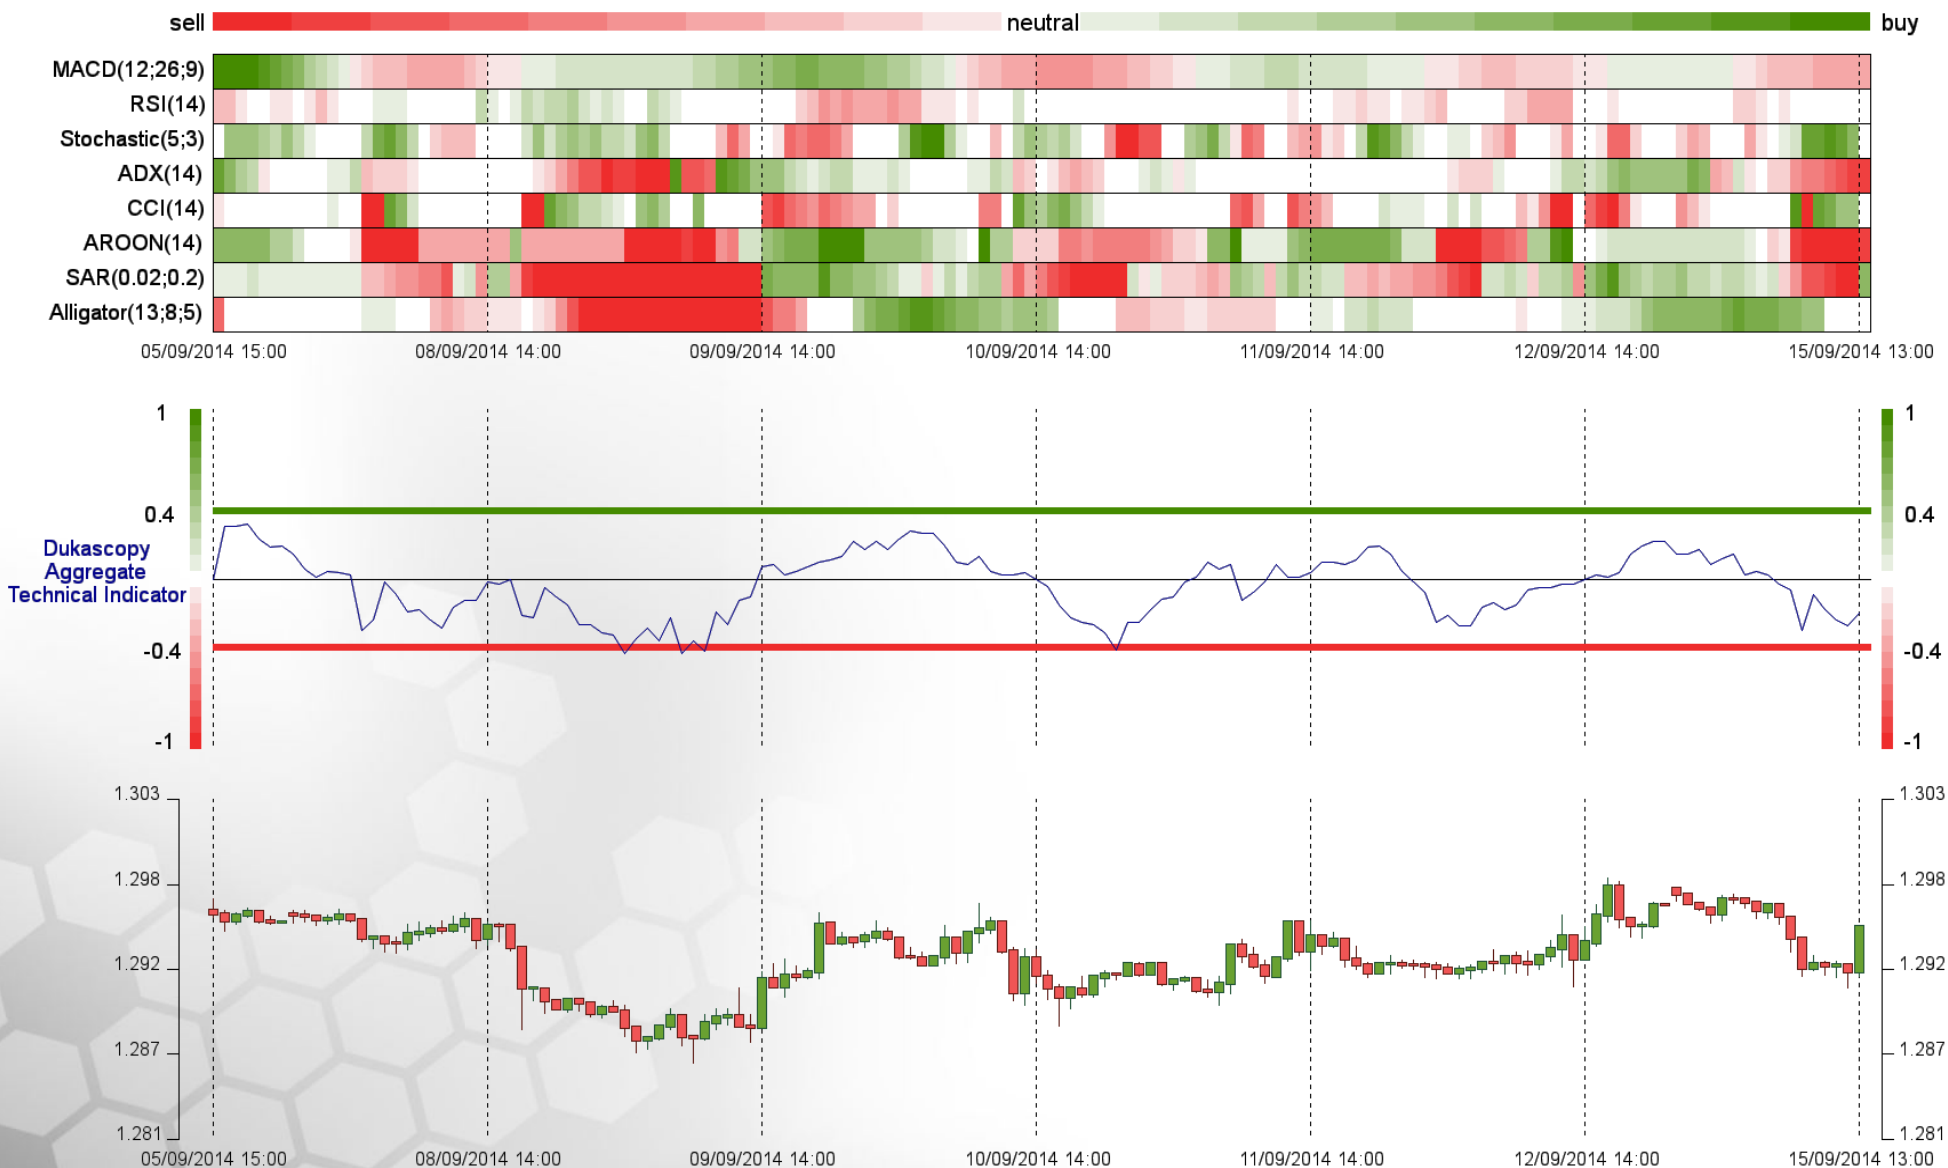 sell neutral buy
MACD(12;26;9)
RSI(14)
Stochastic(5;3)
ADX(14)
CCI(14)
AROON(14)
SAR(0.02;0.2)
Alligator(13;8;5)
05/09/2014 15:00 08/09/2014 14:00 09/09/2014 14:00 10/09/2014 14:00 11/09/2014 14:00 12/09/2014 14:00 15/09/2014 13:00
1 1
0.4 0.4
Dukascopy
Aggregate
Technical Indicator
-0.4 -0.4
-1 -1
1.303 1.303
1.298 1.298
1.292 1.292
1.287 1.287
1.281 1.281
05/09/2014 15:00 08/09/2014 14:00 09/09/2014 14:00 10/09/2014 14:00 11/09/2014 14:00 12/09/2014 14:00 15/09/2014 13:00